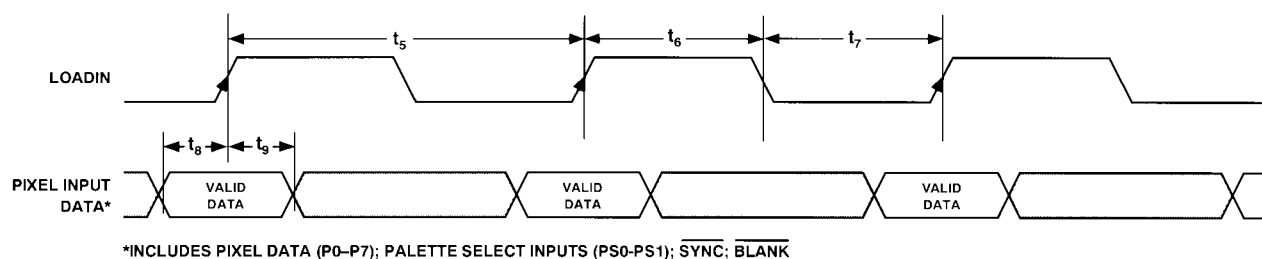 t5
t6
t7
LOADIN
t8
t9
PIXEL INPUT
DATA*
VALID
DATA
VALID
DATA
VALID
DATA
*INCLUDES PIXEL DATA (P0–P7); PALETTE SELECT INPUTS (PS0-PS1); SYNC; BLANK